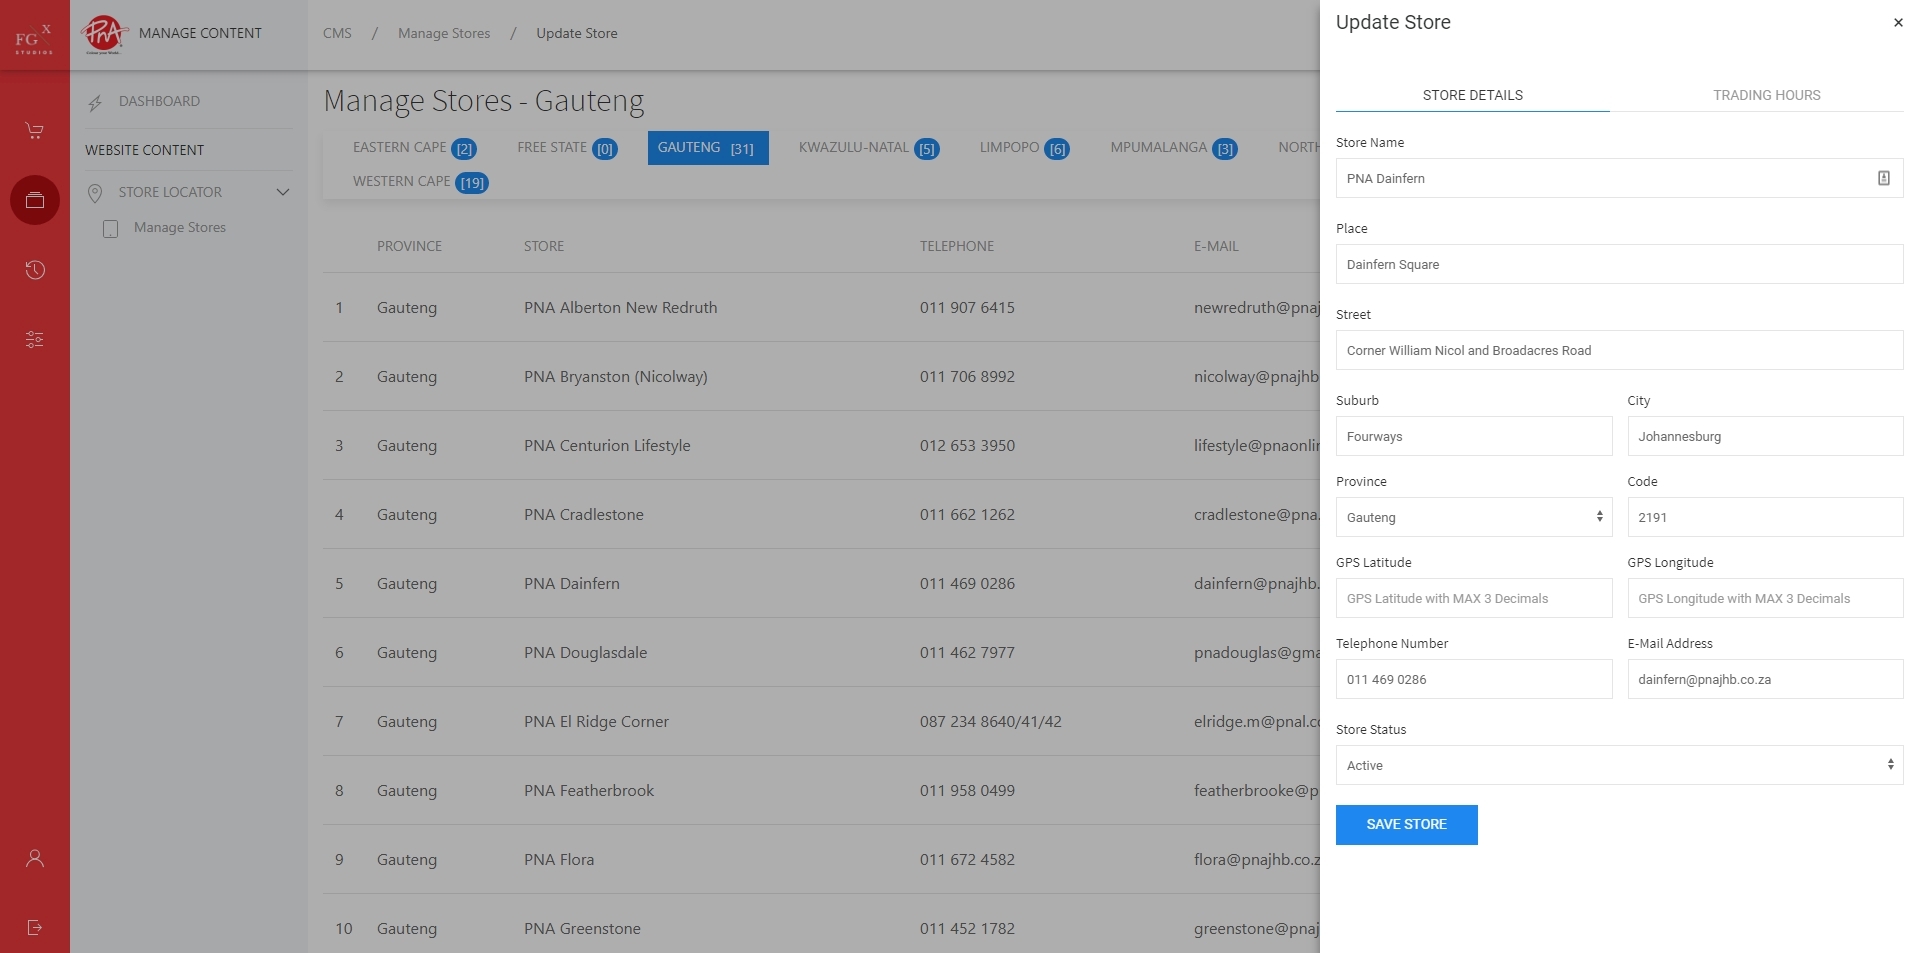 FG X
STUDIOS
PNA
MANAGE CONTENT
CMS / Manage Stores / Update Store
DASHBOARD
WEBSITE CONTENT
STORE LOCATOR
Manage Stores
Manage Stores - Gauteng
EASTERN CAPE [2] FREE STATE [0] GAUTENG [31] KWAZULU-NATAL [5] LIMPOPO [6] MPUMALANGA [3] NORTH
WESTERN CAPE [19]
PROVINCE STORE TELEPHONE E-MAIL
1 Gauteng PNA Alberton New Redruth 011 907 6415 newredruth@pnaj
2 Gauteng PNA Bryanston (Nicolway) 011 706 8992 nicolway@pnajhb
3 Gauteng PNA Centurion Lifestyle 012 653 3950 lifestyle@pnaonlin
4 Gauteng PNA Cradlestone 011 662 1262 cradlestone@pna.
5 Gauteng PNA Dainfern 011 469 0286 dainfern@pnajhb.
6 Gauteng PNA Douglasdale 011 462 7977 pnadouglas@gma
7 Gauteng PNA El Ridge Corner 087 234 8640/41/42 elridge.m@pnal.co
8 Gauteng PNA Featherbrook 011 958 0499 featherbrooke@p
9 Gauteng PNA Flora 011 672 4582 flora@pnajhb.co.z
10 Gauteng PNA Greenstone 011 452 1782 greenstone@pnaj
Update Store ×
STORE DETAILS TRADING HOURS
Store Name
PNA Dainfern
Place
Dainfern Square
Street
Corner William Nicol and Broadacres Road
Suburb City
Fourways Johannesburg
Province Code
Gauteng 2191
GPS Latitude GPS Longitude
GPS Latitude with MAX 3 Decimals GPS Longitude with MAX 3 Decimals
Telephone Number E-Mail Address
011 469 0286 dainfern@pnajhb.co.za
Store Status
Active
SAVE STORE